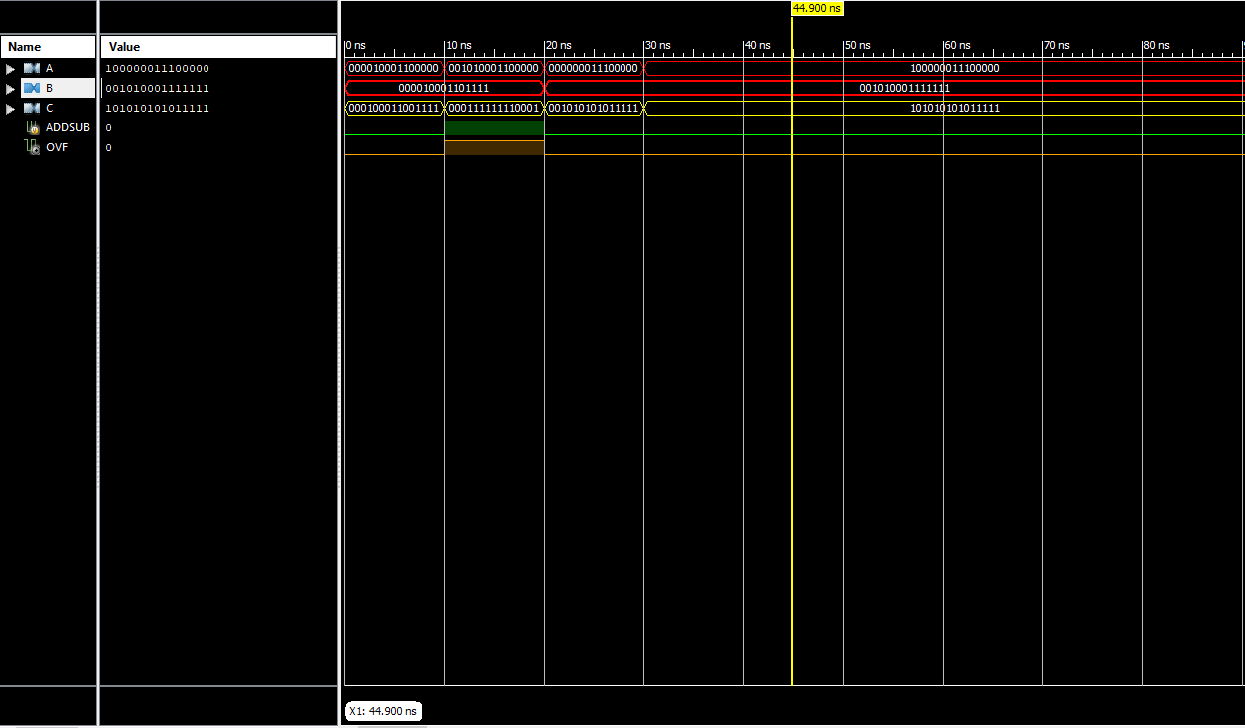 44.900 ns
Name Value
0 ns 10 ns 20 ns 30 ns 40 ns 50 ns 60 ns 70 ns 80 ns
A 100000011100000 000010001100000 001010001100000 000000011100000 100000011100000
B 001010001111111 000010001101111 001010001111111
C 101010101011111 000100011001111 000111111110001 001010101011111 101010101011111
ADDSUB 0
OVF 0
X1: 44.900 ns